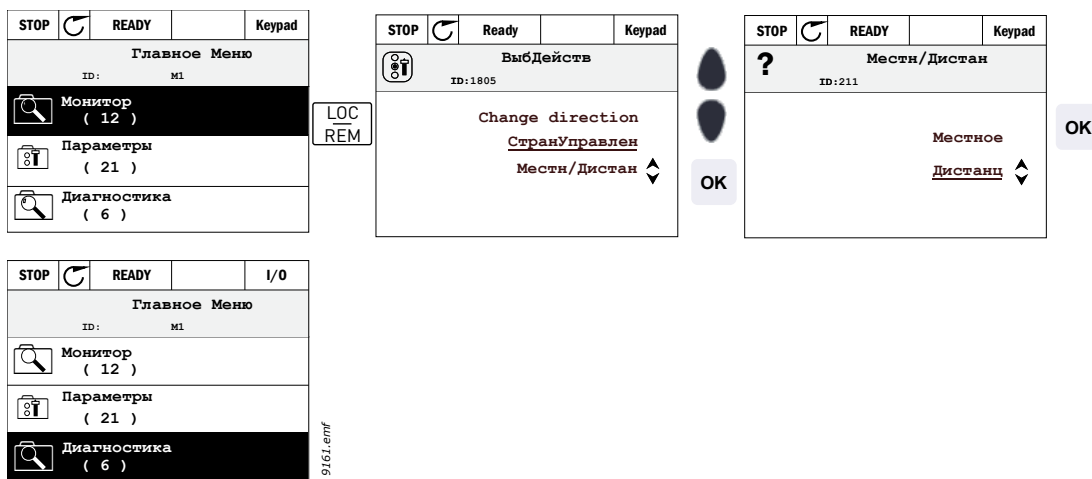 STOP READY Keypad
Главное Меню
ID: M1
Монитор
( 12 )
Параметры
( 21 )
Диагностика
( 6 )
LOC
REM
STOP Ready Keypad
ВыбДейств
ID:1805
Change direction
СтранУправлен
Местн/Дистан
OK
STOP READY Keypad
? Местн/Дистан
ID:211
Местное
Дистанц
OK
STOP READY I/O
Главное Меню
ID: M1
Монитор
( 12 )
Параметры
( 21 )
Диагностика
( 6 )
9161.emf